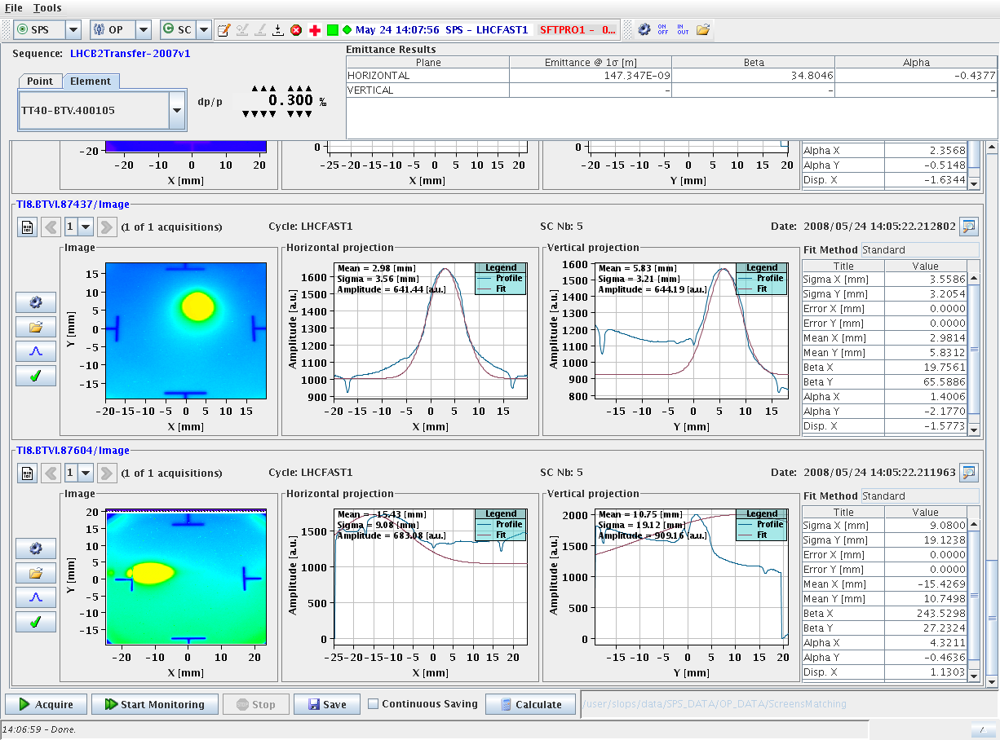 File Tools
SPS OP SC May 24 14:07:56 SPS - LHCFAST1 SFTPRO1 - 0... ON OFF IN OUT
Sequence: LHCB2Transfer-2007v1
Point Element
TT40-BTV.400105
dp/p 0.300 ‰
Emittance Results
Plane Emittance @ 1σ [m] Beta Alpha
HORIZONTAL 147.347E-09 34.8046 -0.4377
VERTICAL - - -
-20
-20 -10 0 10 20
X [mm]
0
-25 -20 -15 -10 -5 0 5 10 15 20
X [mm]
0
-20 -15 -10 -5 0 5 10 15 20
Y [mm]
Alpha X 2.3568
Alpha Y -0.5148
Disp. X -1.6344
TI8.BTVI.87437/Image
1 (1 of 1 acquisitions) Cycle: LHCFAST1 SC Nb: 5 Date: 2008/05/24 14:05:22.212802
Image
15
10
5
0
-5
-10
-15
Y [mm]
-20 -15 -10 -5 0 5 10 15
X [mm]
Horizontal projection
Mean = 2.98 [mm]
Sigma = 3.56 [mm]
Amplitude = 641.44 [a.u.]
Legend
Profile
Fit
1600
1500
1400
1300
1200
1100
1000
900
Amplitude [a.u.]
-20 -15 -10 -5 0 5 10 15
X [mm]
Vertical projection
Mean = 5.83 [mm]
Sigma = 3.21 [mm]
Amplitude = 644.19 [a.u.]
Legend
Profile
Fit
1600
1500
1400
1300
1200
1100
1000
900
800
Amplitude [a.u.]
-15 -10 -5 0 5 10 15
Y [mm]
Fit Method Standard
Title Value
Sigma X [mm] 3.5586
Sigma Y [mm] 3.2054
Error X [mm] 0.0000
Error Y [mm] 0.0000
Mean X [mm] 2.9814
Mean Y [mm] 5.8312
Beta X 19.7561
Beta Y 65.5886
Alpha X 1.4006
Alpha Y -2.1770
Disp. X -1.5773
TI8.BTVI.87604/Image
1 (1 of 1 acquisitions) Cycle: LHCFAST1 SC Nb: 5 Date: 2008/05/24 14:05:22.211963
Image
20
15
10
5
0
-5
-10
-15
Y [mm]
-20 -10 0 10 20
X [mm]
Horizontal projection
Mean = -15.43 [mm]
Sigma = 9.08 [mm]
Amplitude = 683.08 [a.u.]
Legend
Profile
Fit
1500
1000
500
0
Amplitude [a.u.]
-25 -20 -15 -10 -5 0 5 10 15 20
X [mm]
Vertical projection
Mean = 10.75 [mm]
Sigma = 19.12 [mm]
Amplitude = 909.16 [a.u.]
Legend
Profile
Fit
2000
1500
1000
500
0
Amplitude [a.u.]
-15 -10 -5 0 5 10 15 20
Y [mm]
Fit Method Standard
Title Value
Sigma X [mm] 9.0800
Sigma Y [mm] 19.1238
Error X [mm] 0.0000
Error Y [mm] 0.0000
Mean X [mm] -15.4269
Mean Y [mm] 10.7498
Beta X 243.5298
Beta Y 27.2324
Alpha X 4.3211
Alpha Y -0.4636
Disp. X 1.1303
Acquire Start Monitoring Stop Save Continuous Saving Calculate /user/slops/data/SPS_DATA/OP_DATA/ScreensMatching
14:06:59 - Done.